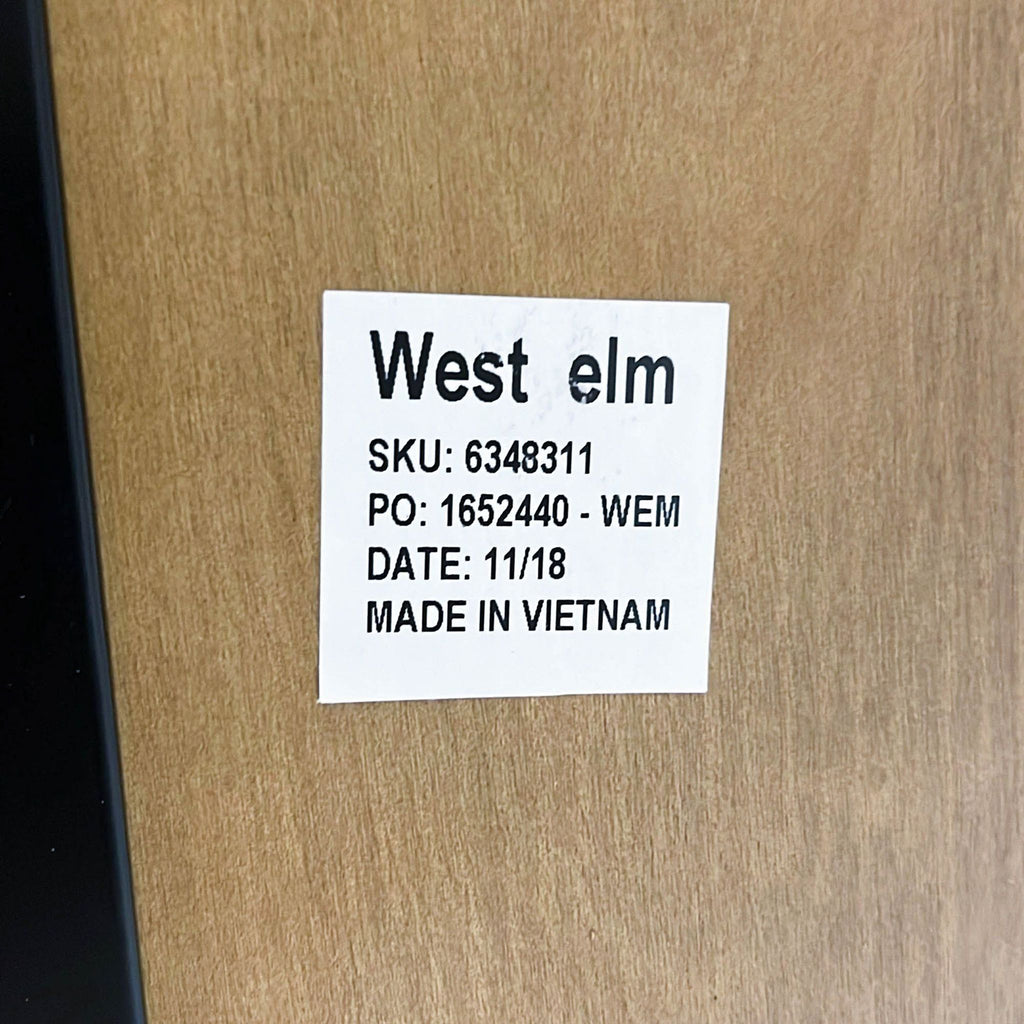 West elm
SKU: 6348311
PO: 1652440 - WEM
DATE: 11/18
MADE IN VIETNAM